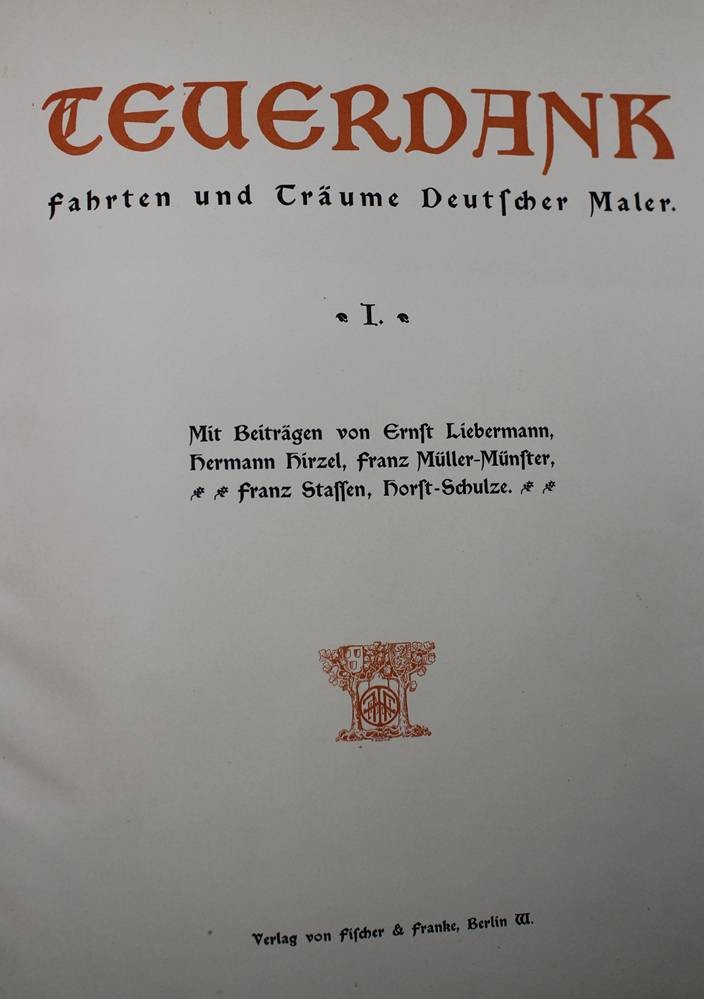 TEUERDANK
Fahrten und Träume Deutſcher Maler.
I.
Mit Beiträgen von Ernſt Liebermann,
Hermann Hirzel, Franz Müller-Münſter,
Franz Staſſen, Horſt-Schulze.
Verlag von Fiſcher & Franke, Berlin W.